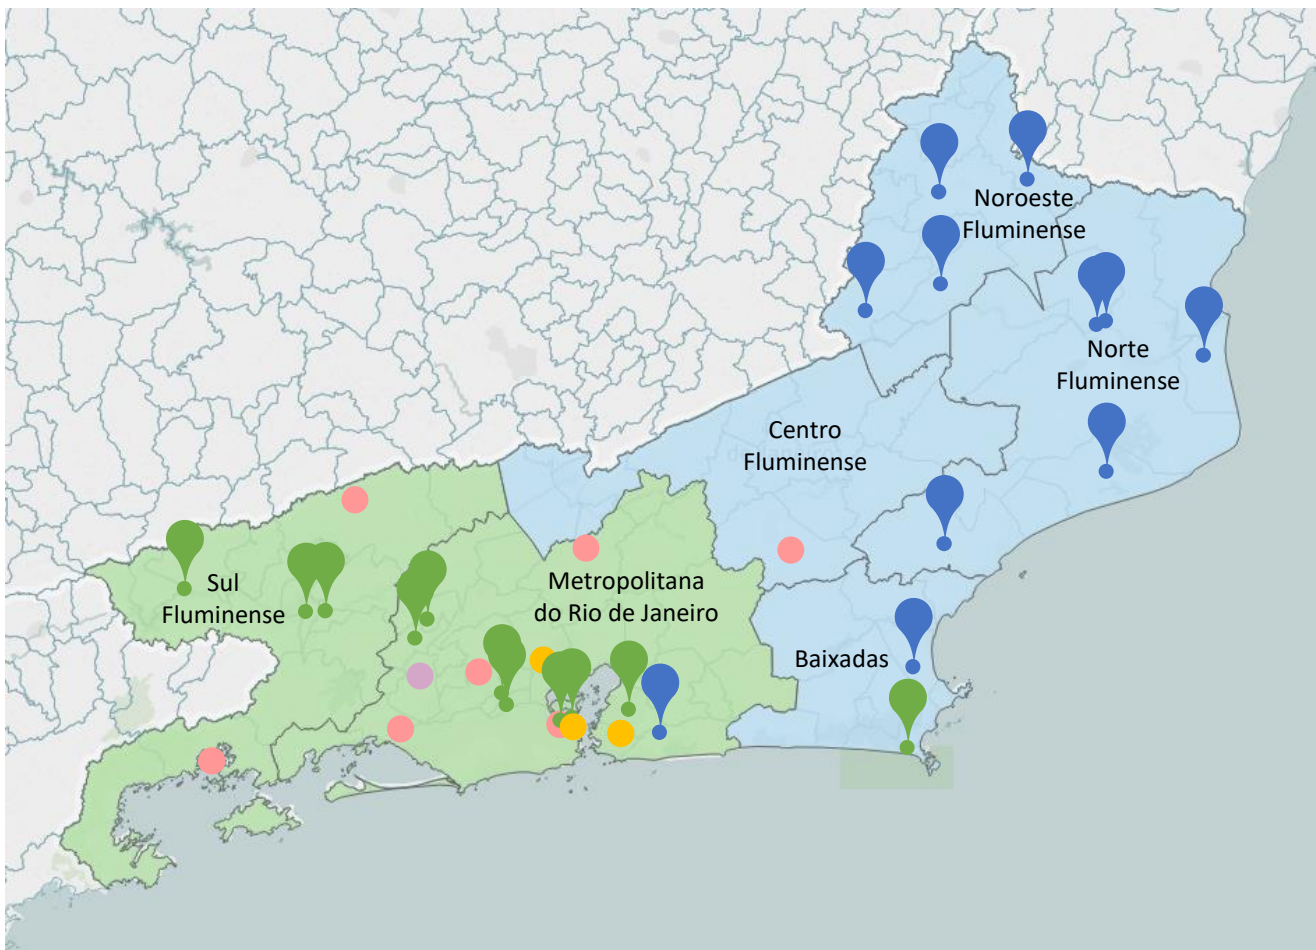 Noroeste
Fluminense
Norte
Fluminense
Centro
Fluminense
Sul
Fluminense
Metropolitana
do Rio de Janeiro
Baixadas